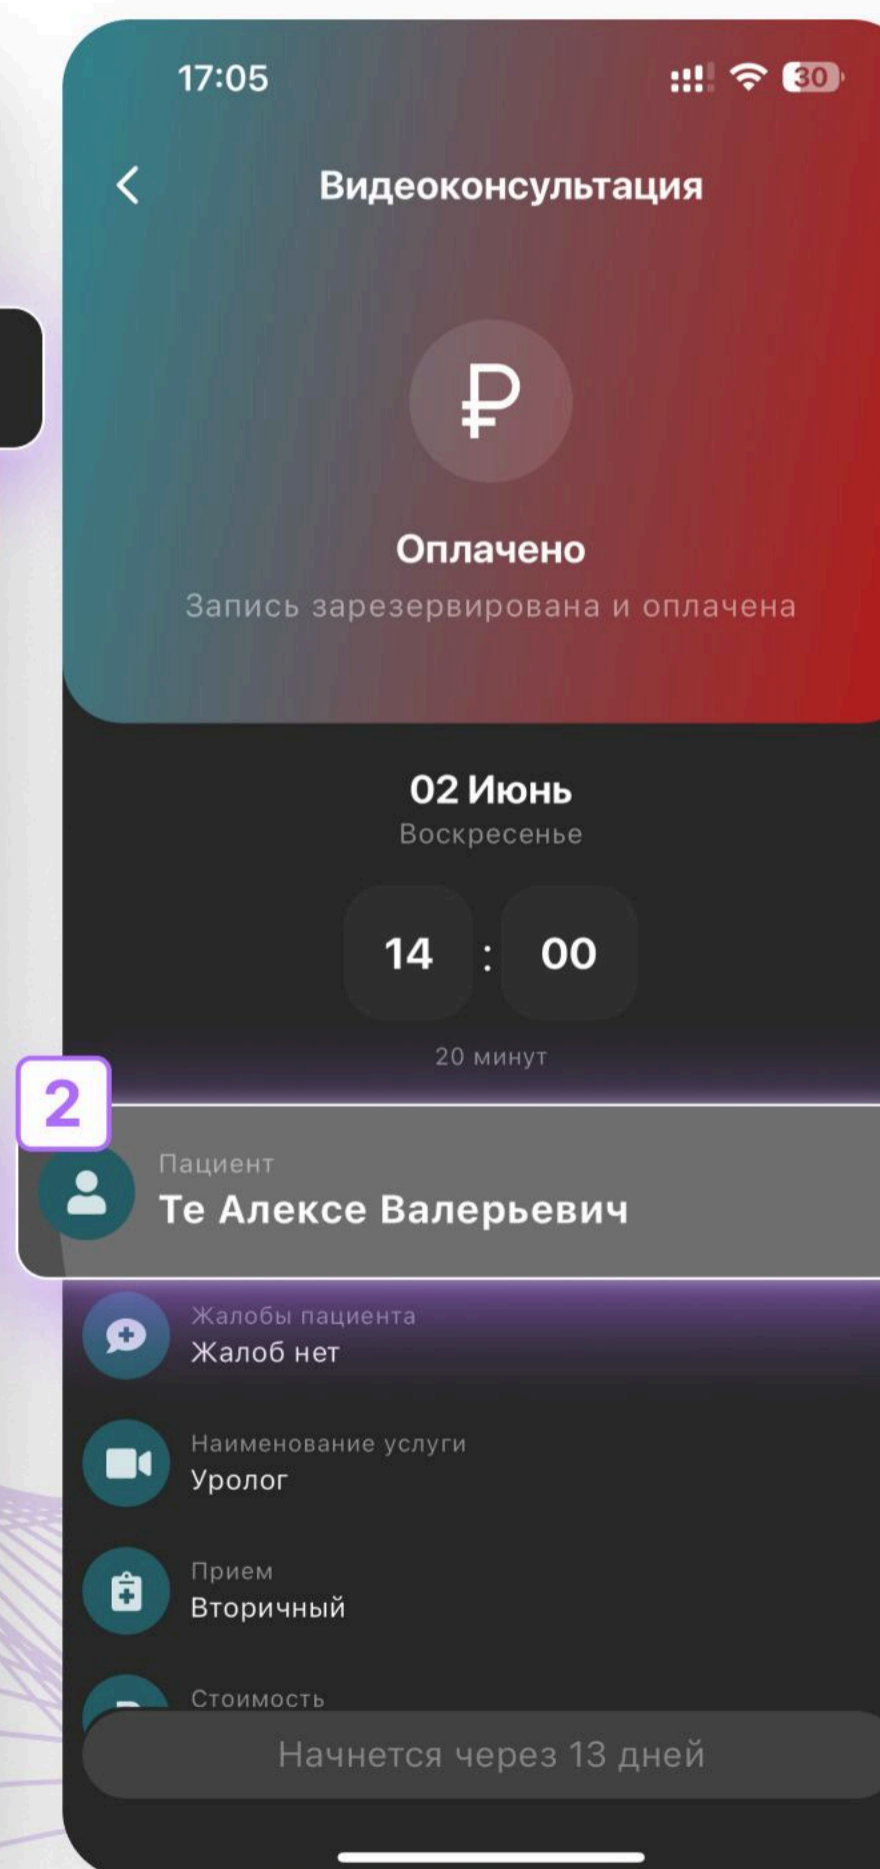 17:05
30
Видеоконсультация
₽
Оплачено
Запись зарезервирована и оплачена
02 Июнь
Воскресенье
14 : 00
20 минут
2
Пациент
Те Алексе Валерьевич
Жалобы пациента
Жалоб нет
Наименование услуги
Уролог
Прием
Вторичный
Стоимость
Начнется через 13 дней